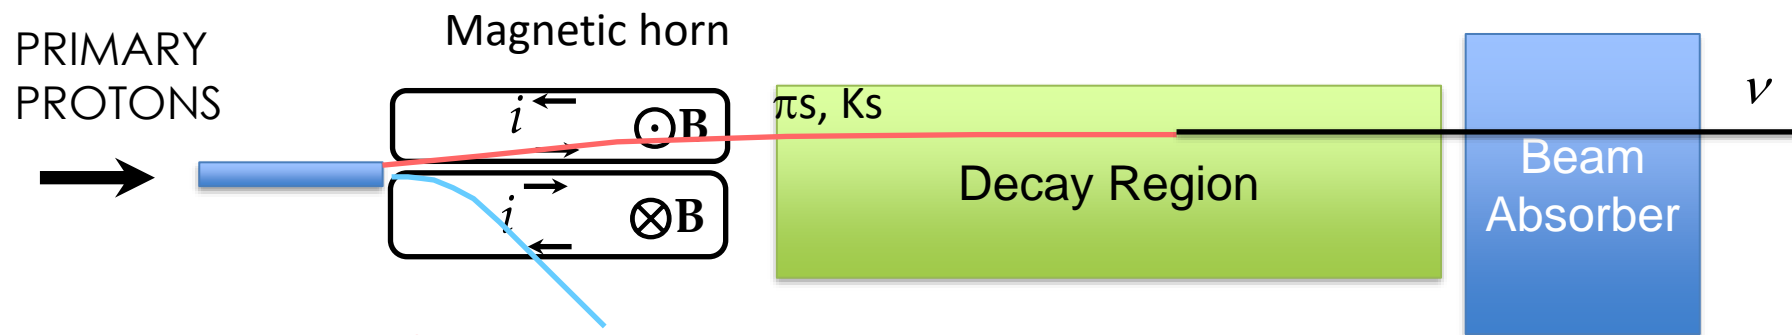 PRIMARY
PROTONS
Magnetic horn
i
B
i
B
πs, Ks
Decay Region
Beam
Absorber
ν